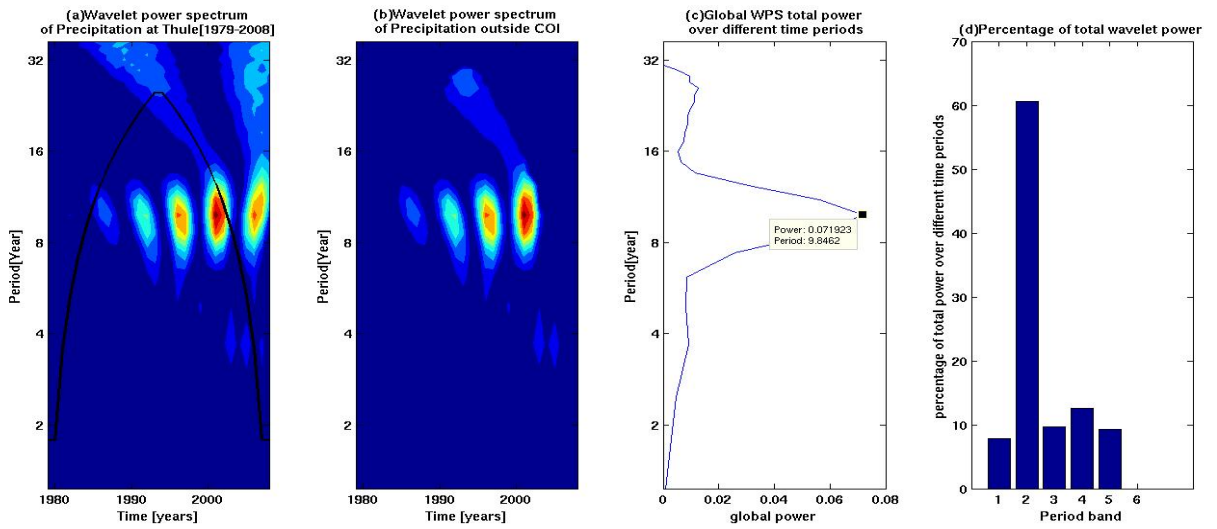 (a)Wavelet power spectrum
of Precipitation at Thule[1979-2008]
Period[Year]
32
16
8
4
2
1980
1990
2000
Time [years]
(b)Wavelet power spectrum
of Precipitation outside COI
32
16
8
4
2
1980
1990
2000
Time [years]
(c)Global WPS total power
over different time periods
Period[year]
32
16
8
4
2
Power: 0.071923
Period: 9.8462
0
0.02
0.04
0.06
0.08
global power
(d)Percentage of total wavelet power
percentage of total power over different time periods
70
60
50
40
30
20
10
0
1
2
3
4
5
6
Period band